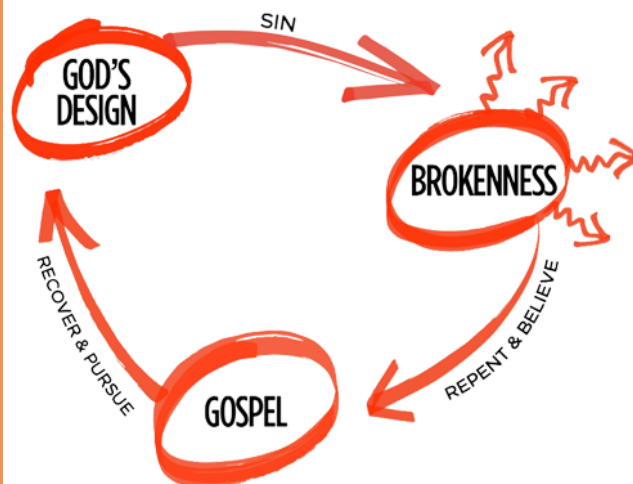 SIN
GOD'S
DESIGN
BROKENNESS
REPENT & BELIEVE
GOSPEL
RECOVER & PURSUE